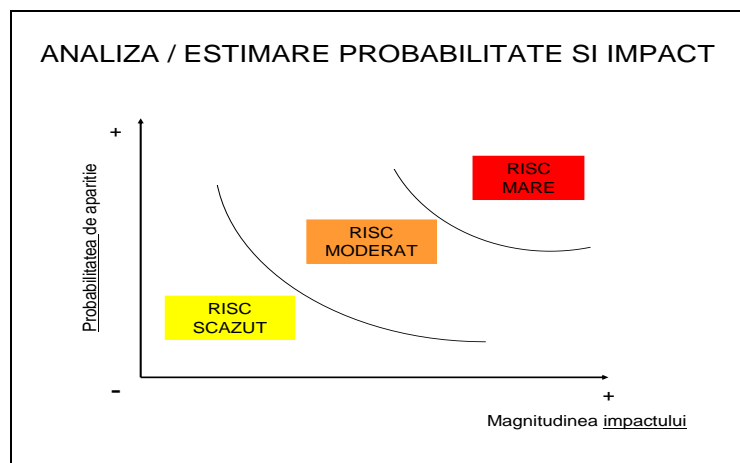 ANALIZA / ESTIMARE PROBABILITATE SI IMPACT
+
Probabilitatea de aparitie
RISC
MARE
RISC
MODERAT
RISC
SCAZUT
-
+
Magnitudinea impactului